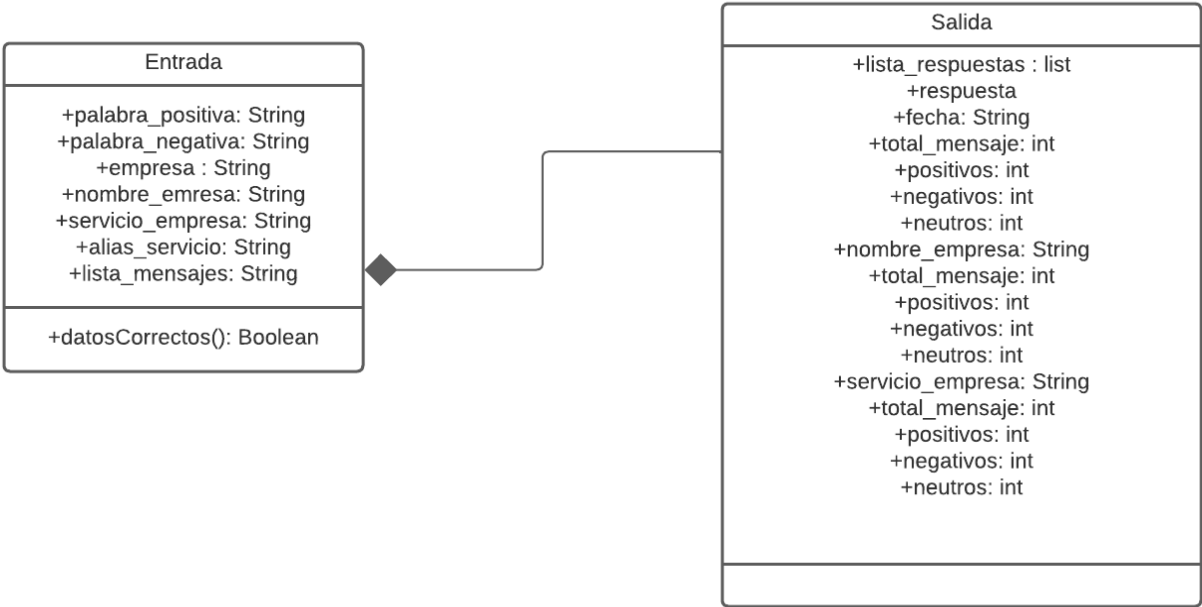 Entrada
+palabra_positiva: String
+palabra_negativa: String
+empresa : String
+nombre_emresa: String
+servicio_empresa: String
+alias_servicio: String
+lista_mensajes: String
+datosCorrectos(): Boolean
Salida
+lista_respuestas : list
+respuesta
+fecha: String
+total_mensaje: int
+positivos: int
+negativos: int
+neutros: int
+nombre_empresa: String
+total_mensaje: int
+positivos: int
+negativos: int
+neutros: int
+servicio_empresa: String
+total_mensaje: int
+positivos: int
+negativos: int
+neutros: int